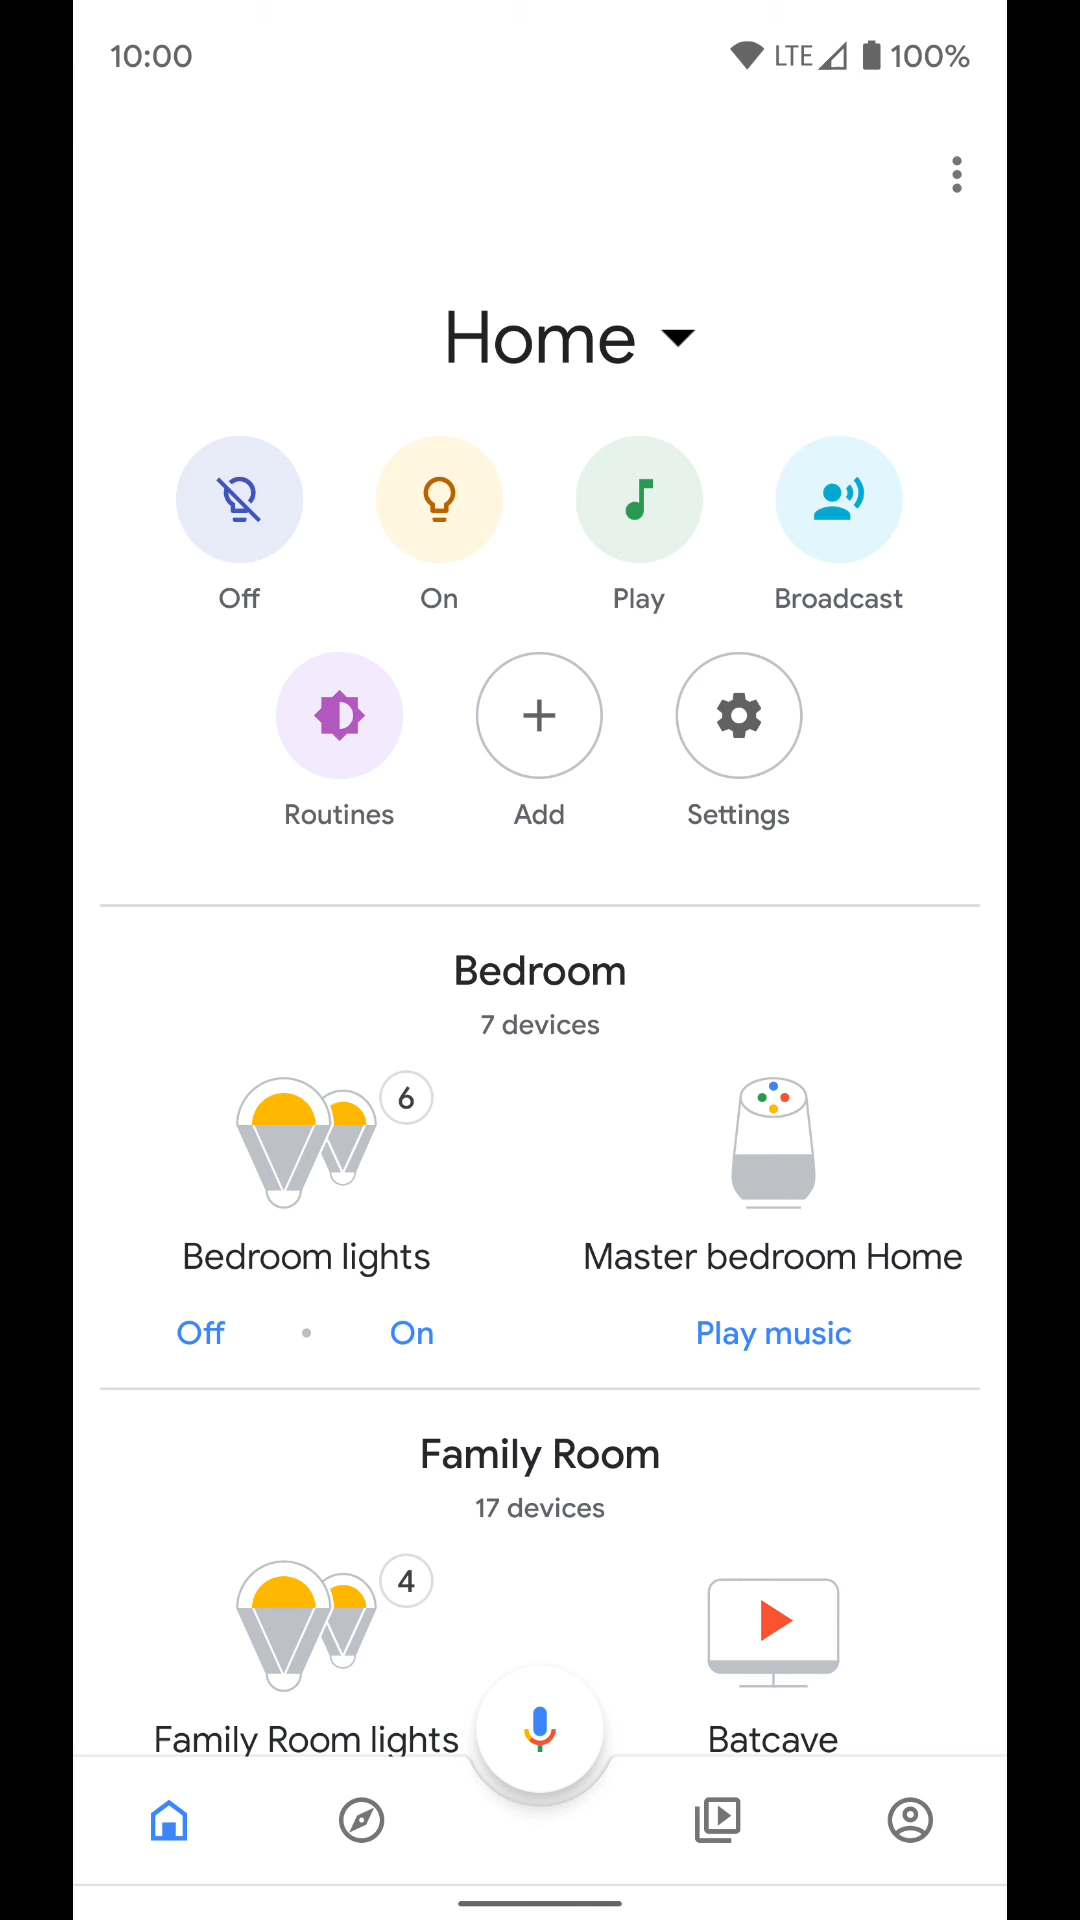 10:00 LTE 100%
Home
Off On Play Broadcast
Routines Add Settings
Bedroom
7 devices
6
Bedroom lights Master bedroom Home
Off • On Play music
Family Room
17 devices
4
Family Room lights Batcave